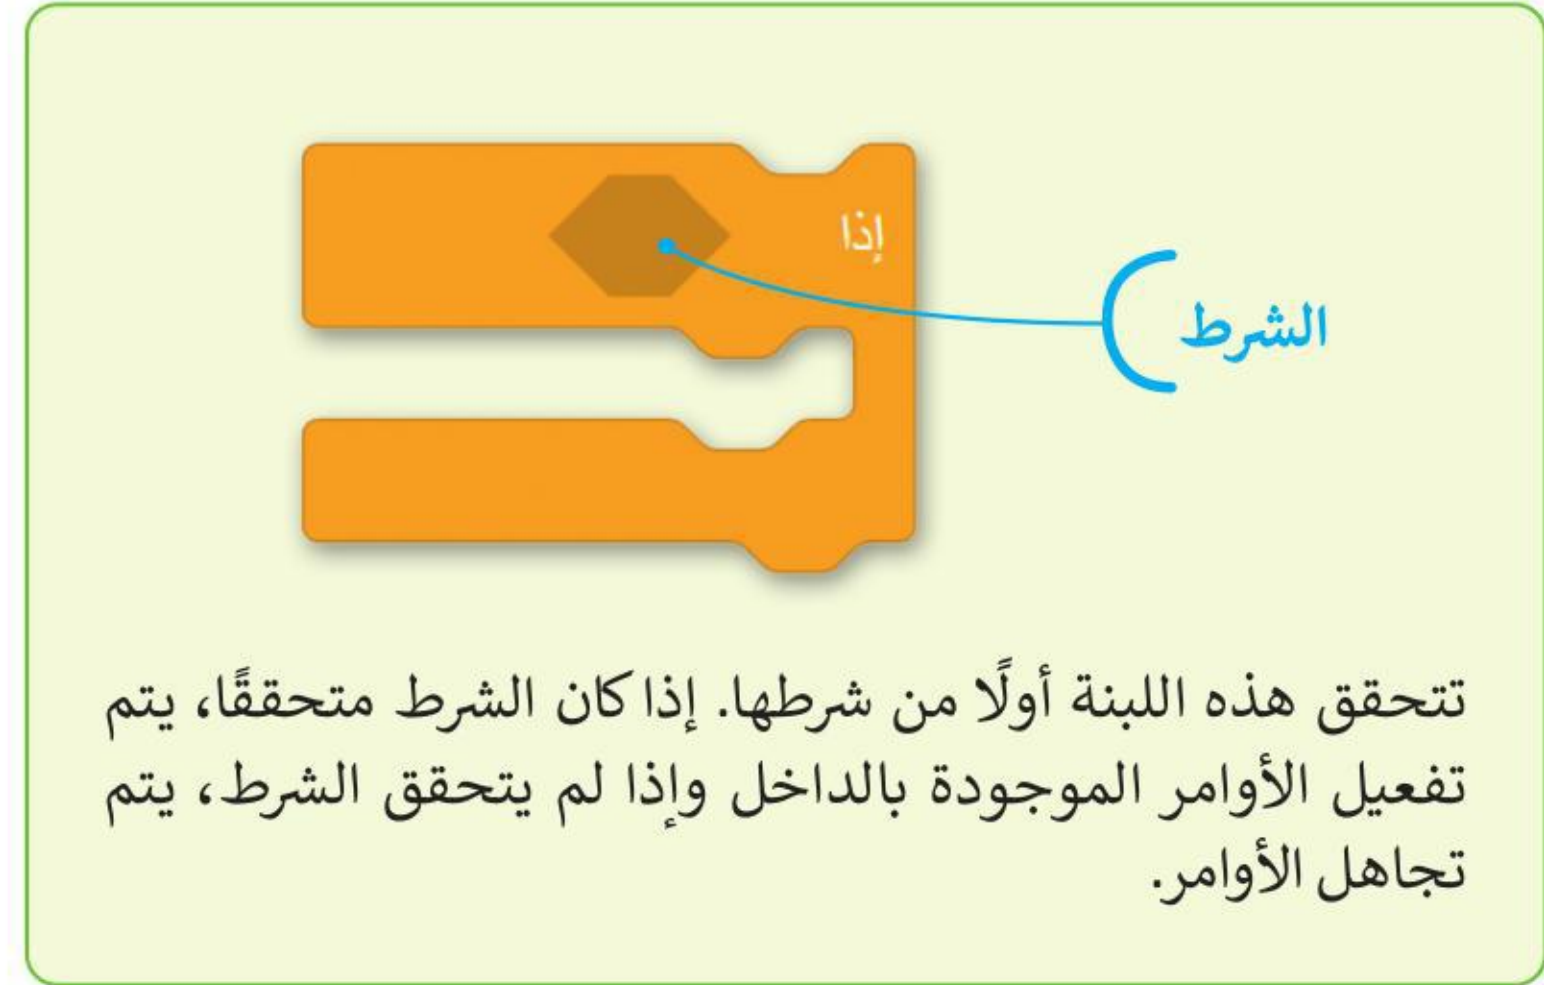 إذا
الشرط
تتحقق هذه اللبنة أولًا من شرطها. إذا كان الشرط متحققًا، يتم
تفعيل الأوامر الموجودة بالداخل وإذا لم يتحقق الشرط، يتم
تجاهل الأوامر.